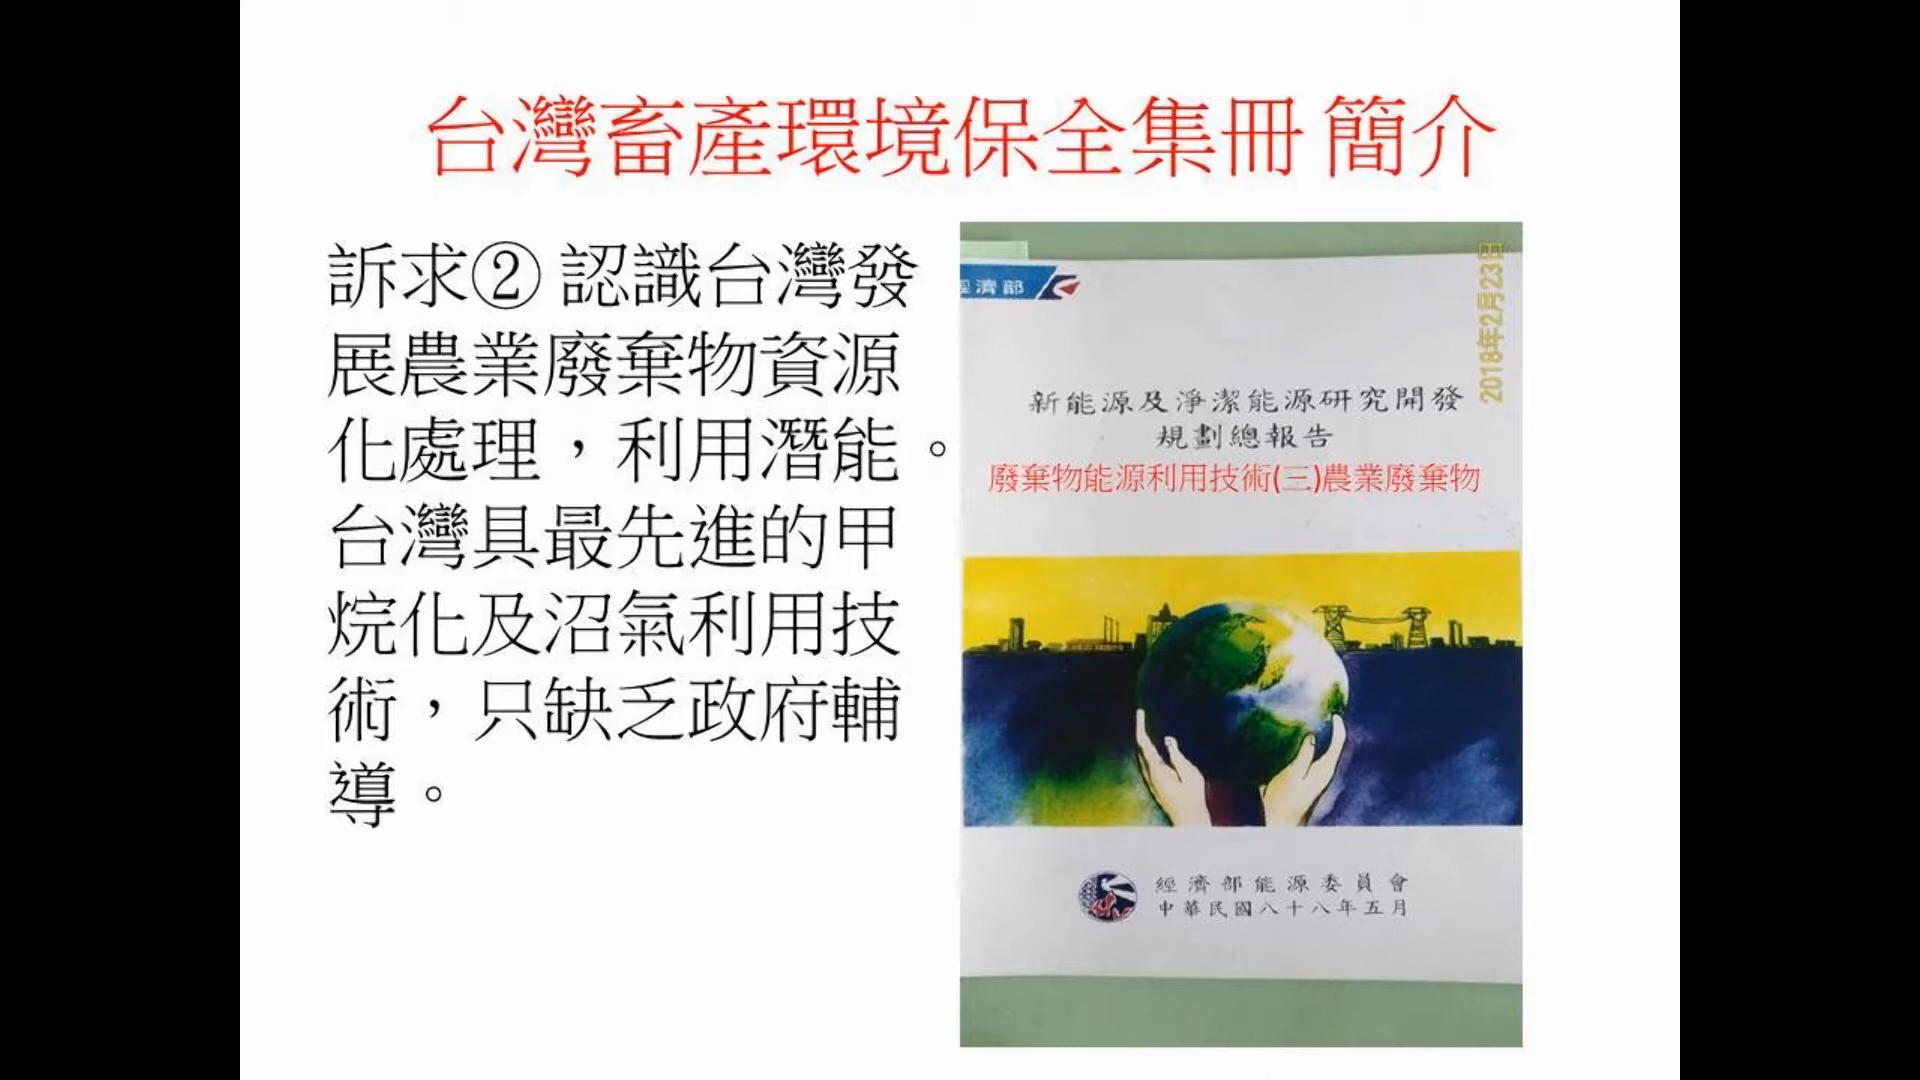 台灣畜產環境保全集冊 簡介
訴求② 認識台灣發
展農業廢棄物資源
化處理，利用潛能。
台灣具最先進的甲
烷化及沼氣利用技
術，只缺乏政府輔
導。
經濟部
2018年2月23日
新能源及淨潔能源研究開發
規劃總報告
廢棄物能源利用技術(三)農業廢棄物
經濟部能源委員會
中華民國八十八年五月